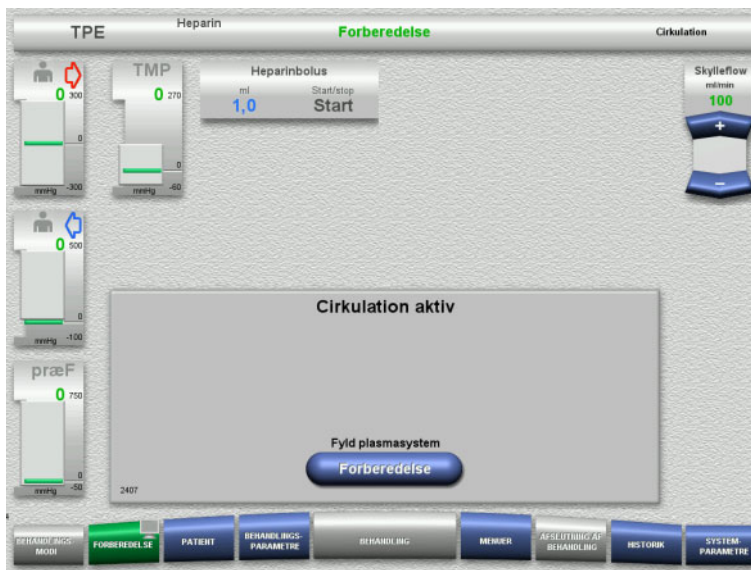 TPE
Heparin
Forberedelse
Cirkulation
0 300
0
mmHg -300
TMP
0 270
0
mmHg -60
Heparinbolus
ml Start/stop
1,0 Start
Skylleflow
ml/min
100
+
−
0 500
0
mmHg -100
præF
0 750
0
mmHg -50
Cirkulation aktiv
Fyld plasmasystem
Forberedelse
2407
BEHANDLINGS-
MODI
FORBEREDELSE
PATIENT
BEHANDLINGS-
PARAMETRE
BEHANDLING
MENUER
AFSLUTNING AF
BEHANDLING
HISTORIK
SYSTEM-
PARAMETRE